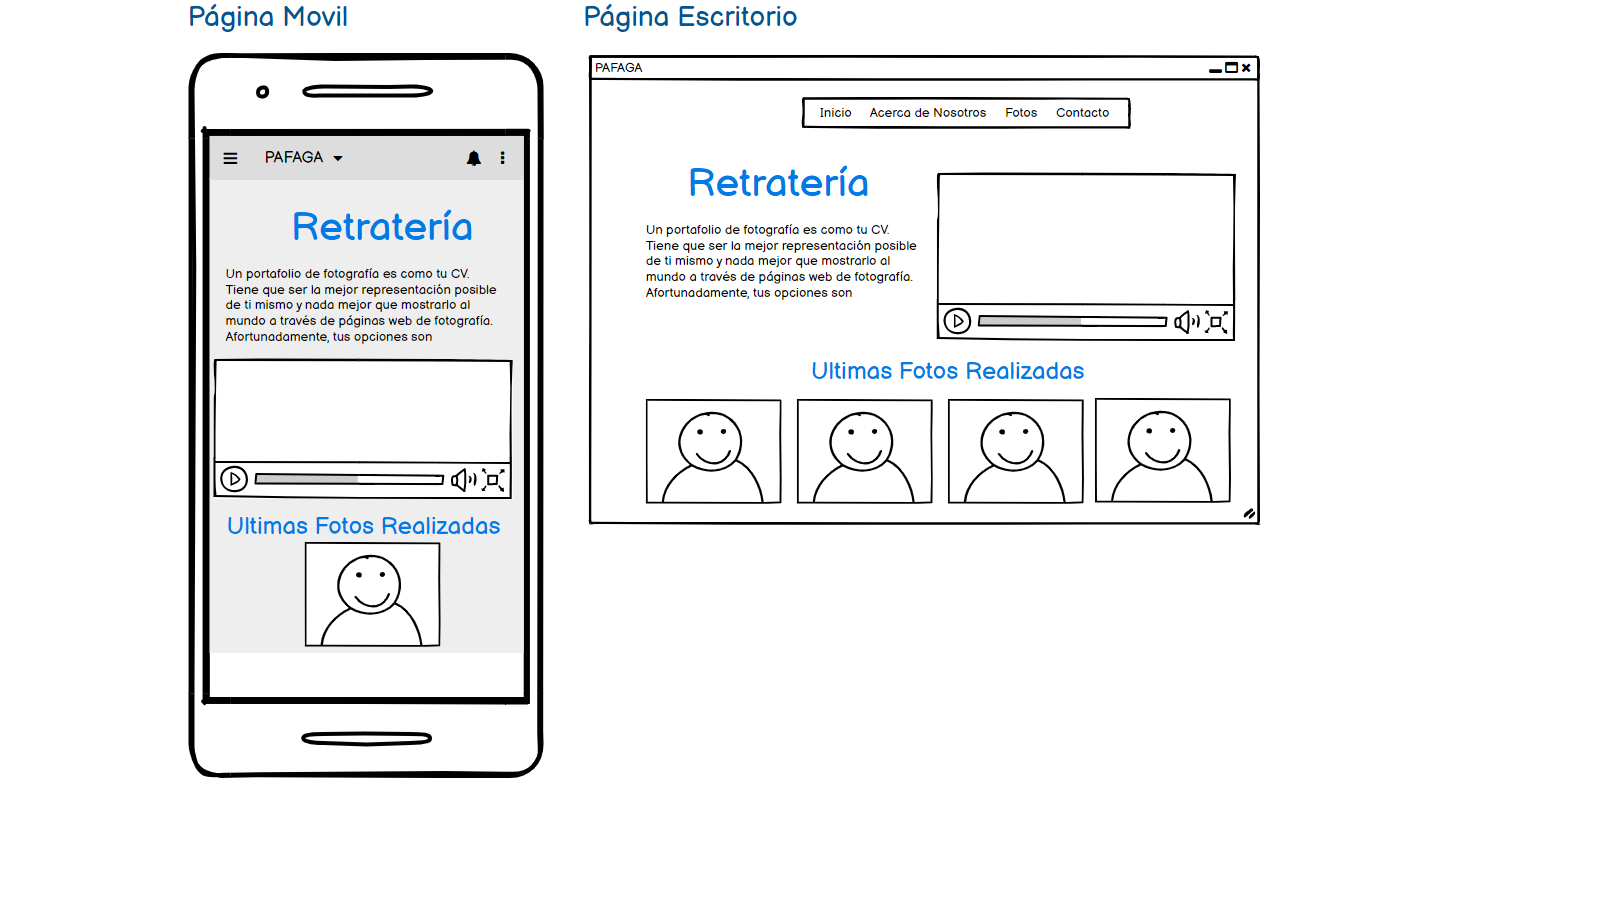 Página Movil
PAFAGA
Retratería
Un portafolio de fotografía es como tu CV.
Tiene que ser la mejor representación posible
de ti mismo y nada mejor que mostrarlo al
mundo a través de páginas web de fotografía.
Afortunadamente, tus opciones son
Ultimas Fotos Realizadas
Página Escritorio
PAFAGA
Inicio Acerca de Nosotros Fotos Contacto
Retratería
Un portafolio de fotografía es como tu CV.
Tiene que ser la mejor representación posible
de ti mismo y nada mejor que mostrarlo al
mundo a través de páginas web de fotografía.
Afortunadamente, tus opciones son
Ultimas Fotos Realizadas